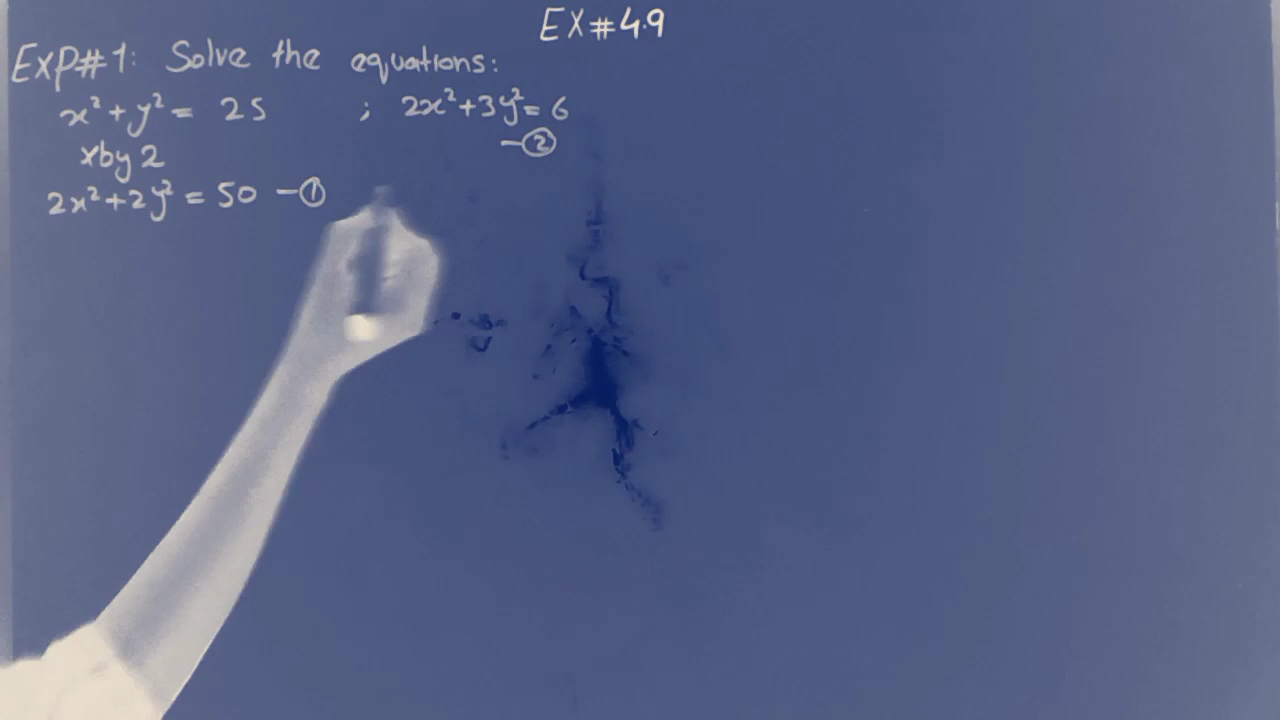 EX#4.9
EXP#1: Solve the equations:
x²+y²= 25 ; 2x²+3y²=6
-②
xby 2
2x²+2y²=50 -①